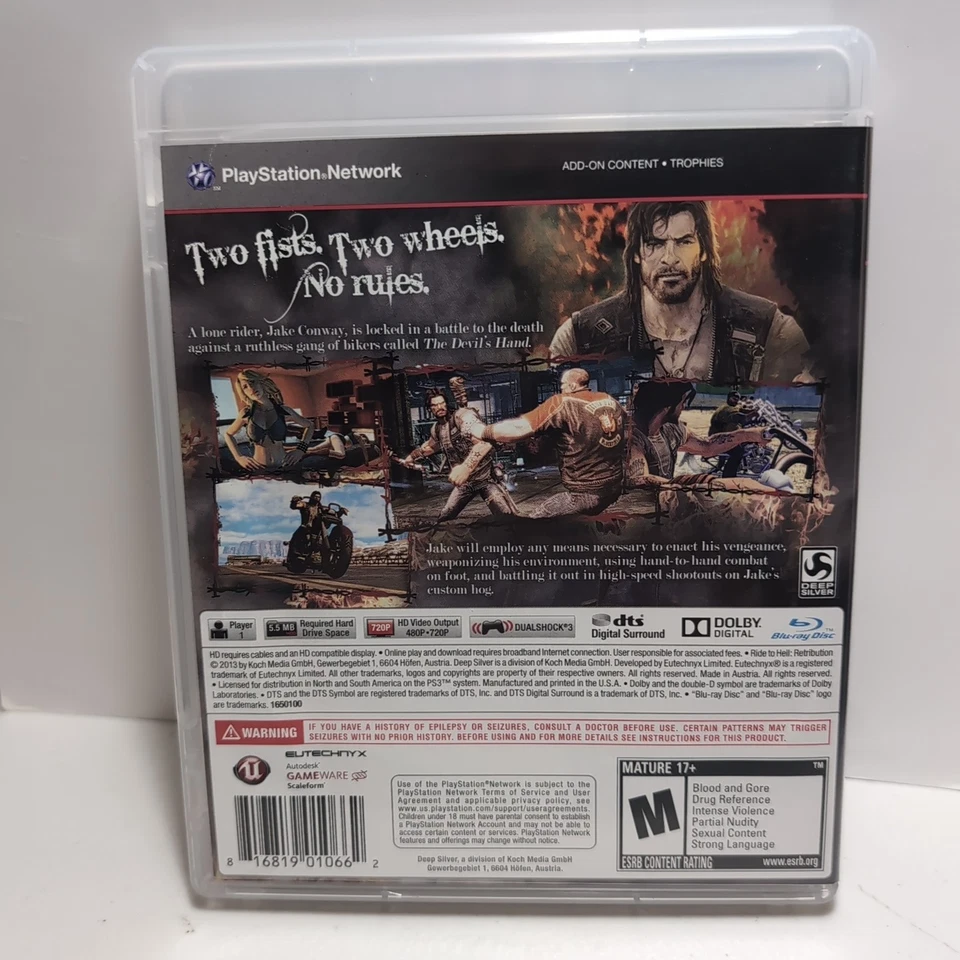 PlayStation®Network
ADD-ON CONTENT • TROPHIES
Two fists. Two wheels.
No rules.
A lone rider, Jake Conway, is locked in a battle to the death
against a ruthless gang of bikers called The Devil's Hand.
Jake will employ any means necessary to enact his vengeance,
weaponizing his environment, using hand-to-hand combat
on foot, and battling it out in high-speed shootouts on Jake's
custom hog.
DEEP
SILVER
Player
1
5.5 MB
Required Hard
Drive Space
720P
HD Video Output
480P•720P
DUALSHOCK®3
dts
Digital Surround
DOLBY™
DIGITAL
Blu-ray Disc
HD requires cables and an HD compatible display. • Online play and download requires broadband Internet connection. User responsible for associated fees. • Ride to Hell: Retribution
© 2013 by Koch Media GmbH, Gewerbegebiet 1, 6604 Höfen, Austria. Deep Silver is a division of Koch Media GmbH. Developed by Eutechnyx Limited. Eutechnyx® is a registered
trademark of Eutechnyx Limited. All other trademarks, logos and copyrights are property of their respective owners. All rights reserved. Made in Austria. All rights reserved.
• Licensed for distribution in North and South America on the PS3™ system. Manufactured and printed in the U.S.A. • Dolby and the double-D symbol are trademarks of Dolby
Laboratories. • DTS and the DTS Symbol are registered trademarks of DTS, Inc. and DTS Digital Surround is a trademark of DTS, Inc. • "Blu-ray Disc" and "Blu-ray Disc" logo
are trademarks. 1650100
WARNING
IF YOU HAVE A HISTORY OF EPILEPSY OR SEIZURES, CONSULT A DOCTOR BEFORE USE. CERTAIN PATTERNS MAY TRIGGER
SEIZURES WITH NO PRIOR HISTORY. BEFORE USING AND FOR MORE DETAILS SEE INSTRUCTIONS FOR THIS PRODUCT.
EUTECHNYX
Autodesk®
GAMEWARE
Scaleform®
8 16819 01066 2
Use of the PlayStation®Network is subject to the
PlayStation Network Terms of Service and User
Agreement and applicable privacy policy, see
www.us.playstation.com/support/useragreements.
Children under 18 must have parental consent to establish
a PlayStation Network Account and may not be able to
access certain content or services. PlayStation Network
features and offerings may change without notice.
Deep Silver, a division of Koch Media GmbH
Gewerbegebiet 1, 6604 Höfen, Austria.
MATURE 17+
TM
M
Blood and Gore
Drug Reference
Intense Violence
Partial Nudity
Sexual Content
Strong Language
ESRB CONTENT RATING
www.esrb.org